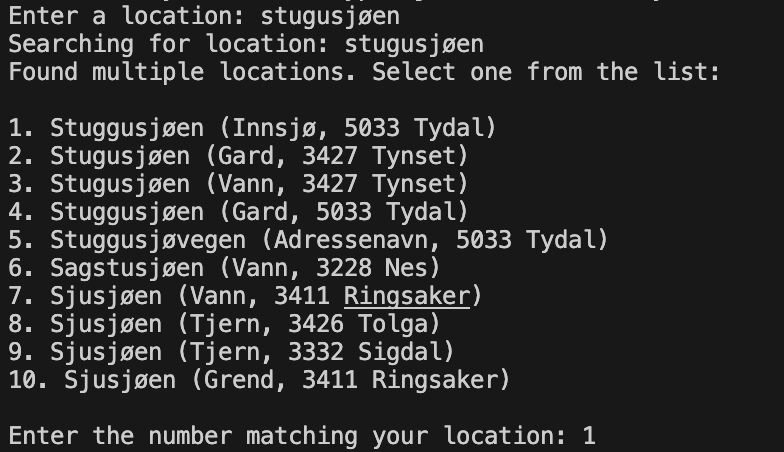 Enter a location: stugusjøen
Searching for location: stugusjøen
Found multiple locations. Select one from the list:
1. Stuggusjøen (Innsjø, 5033 Tydal)
2. Stugusjøen (Gard, 3427 Tynset)
3. Stugusjøen (Vann, 3427 Tynset)
4. Stuggusjøen (Gard, 5033 Tydal)
5. Stuggusjøvegen (Adressenavn, 5033 Tydal)
6. Sagstusjøen (Vann, 3228 Nes)
7. Sjusjøen (Vann, 3411 Ringsaker)
8. Sjusjøen (Tjern, 3426 Tolga)
9. Sjusjøen (Tjern, 3332 Sigdal)
10. Sjusjøen (Grend, 3411 Ringsaker)
Enter the number matching your location: 1